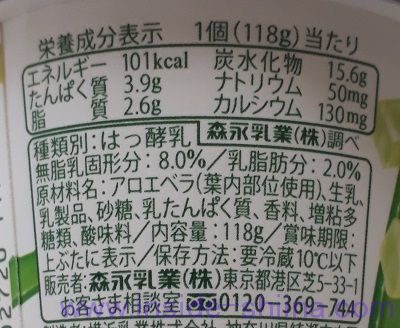 栄養成分表示 1個(118g)当たり
エネルギー 101kcal 炭水化物 15.6g
たんぱく質 3.9g ナトリウム 50mg
脂質 2.6g カルシウム 130mg
森永乳業(株)調べ
種類別:はっ酵乳
無脂乳固形分:8.0%/乳脂肪分:2.0%
原材料名:アロエベラ(葉内部位使用)、生乳、
乳製品、砂糖、乳たんぱく質、香料、増粘多
糖類、酸味料/内容量:118g/賞味期限:
上ぶたに表示/保存方法:要冷蔵10℃以下
販売者:森永乳業(株)東京都港区芝5-33-1
お客さま相談室 0120-369-744